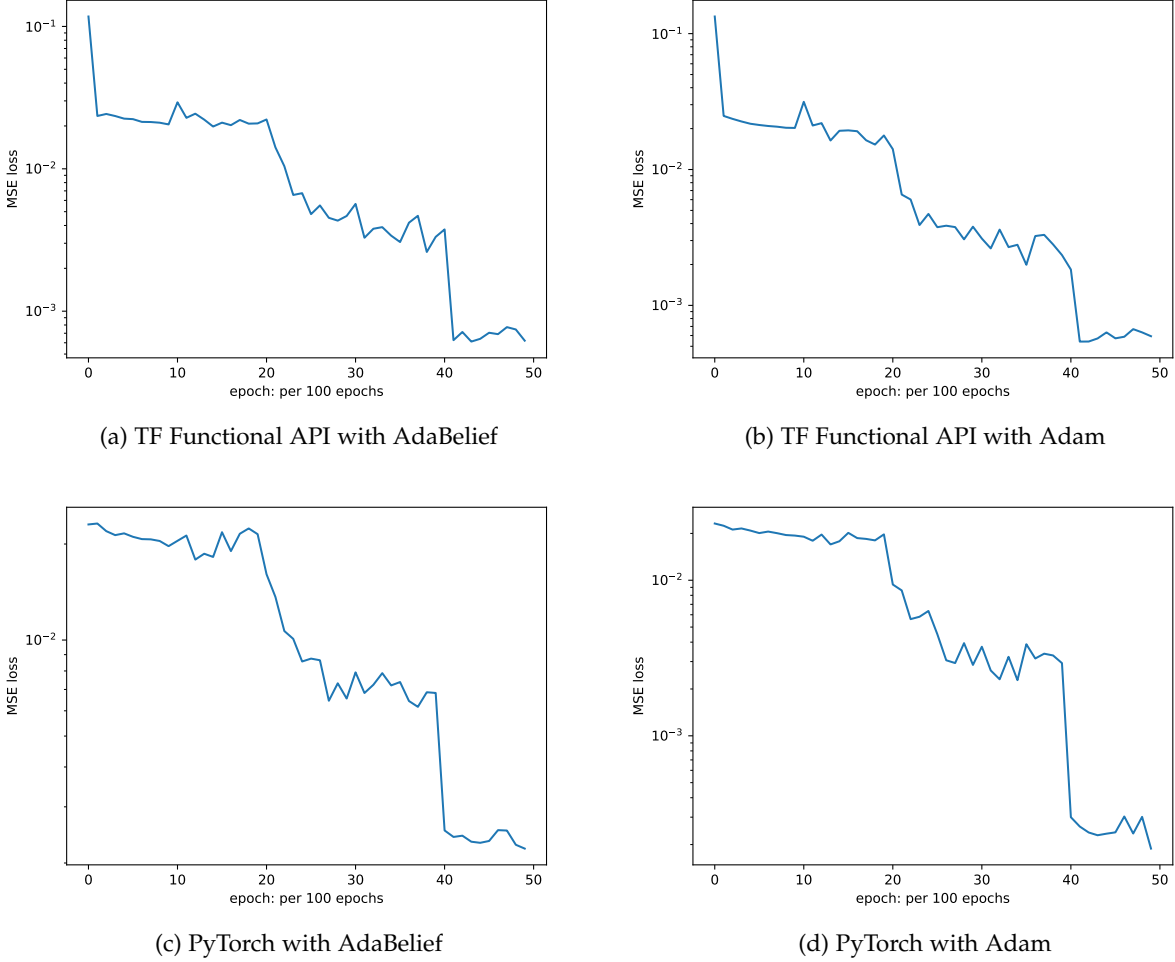 10⁻¹
10⁻²
10⁻³
MSE loss
0 10 20 30 40 50
epoch: per 100 epochs
(a) TF Functional API with AdaBelief
10⁻¹
10⁻²
10⁻³
MSE loss
0 10 20 30 40 50
epoch: per 100 epochs
(b) TF Functional API with Adam
10⁻²
MSE loss
0 10 20 30 40 50
epoch: per 100 epochs
(c) PyTorch with AdaBelief
10⁻²
10⁻³
MSE loss
0 10 20 30 40 50
epoch: per 100 epochs
(d) PyTorch with Adam